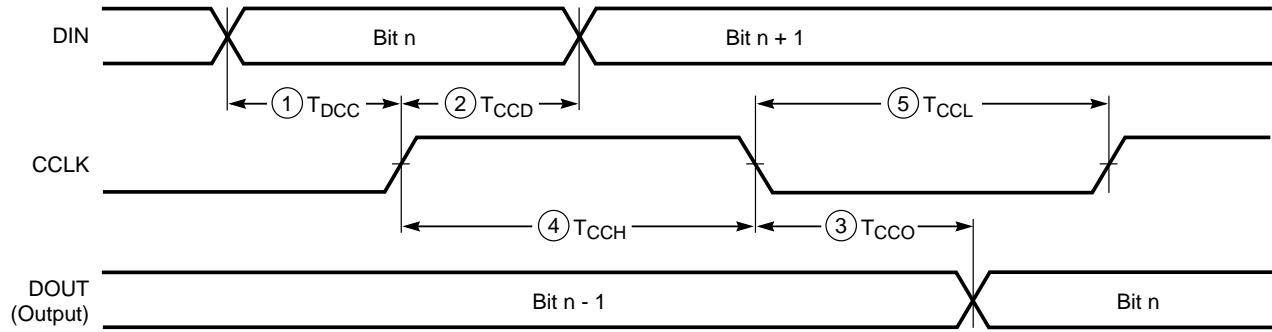 DIN
Bit n
Bit n + 1
1 TDCC
2 TCCD
5 TCCL
CCLK
4 TCCH
3 TCCO
DOUT
(Output)
Bit n - 1
Bit n